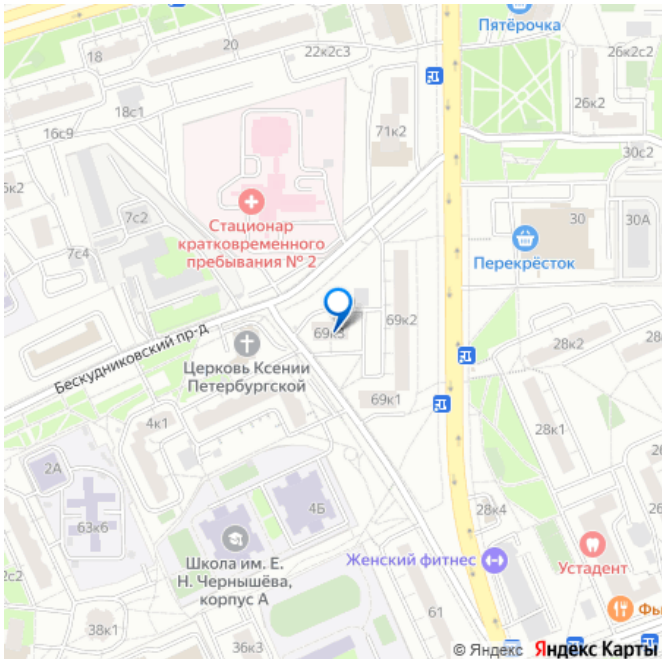 Пятёрочка
26к2с2
18
20
22к2с3
26к2
18с1
16с9
71к2
30с2
6к2
7с2
Стационар
кратковременного
пребывания № 2
30
30А
7с4
Перекрёсток
69к3
69к2
Бескудниковский пр-д
Церковь Ксении
Петербургской
28к2
69к1
4к1
28к1
2А
4Б
28к4
63к6
Школа им. Е.
Н. Чернышёва,
корпус А
Женский фитнес
Устадент
2с2
61
38к1
36к3
© Яндекс Яндекс Карты